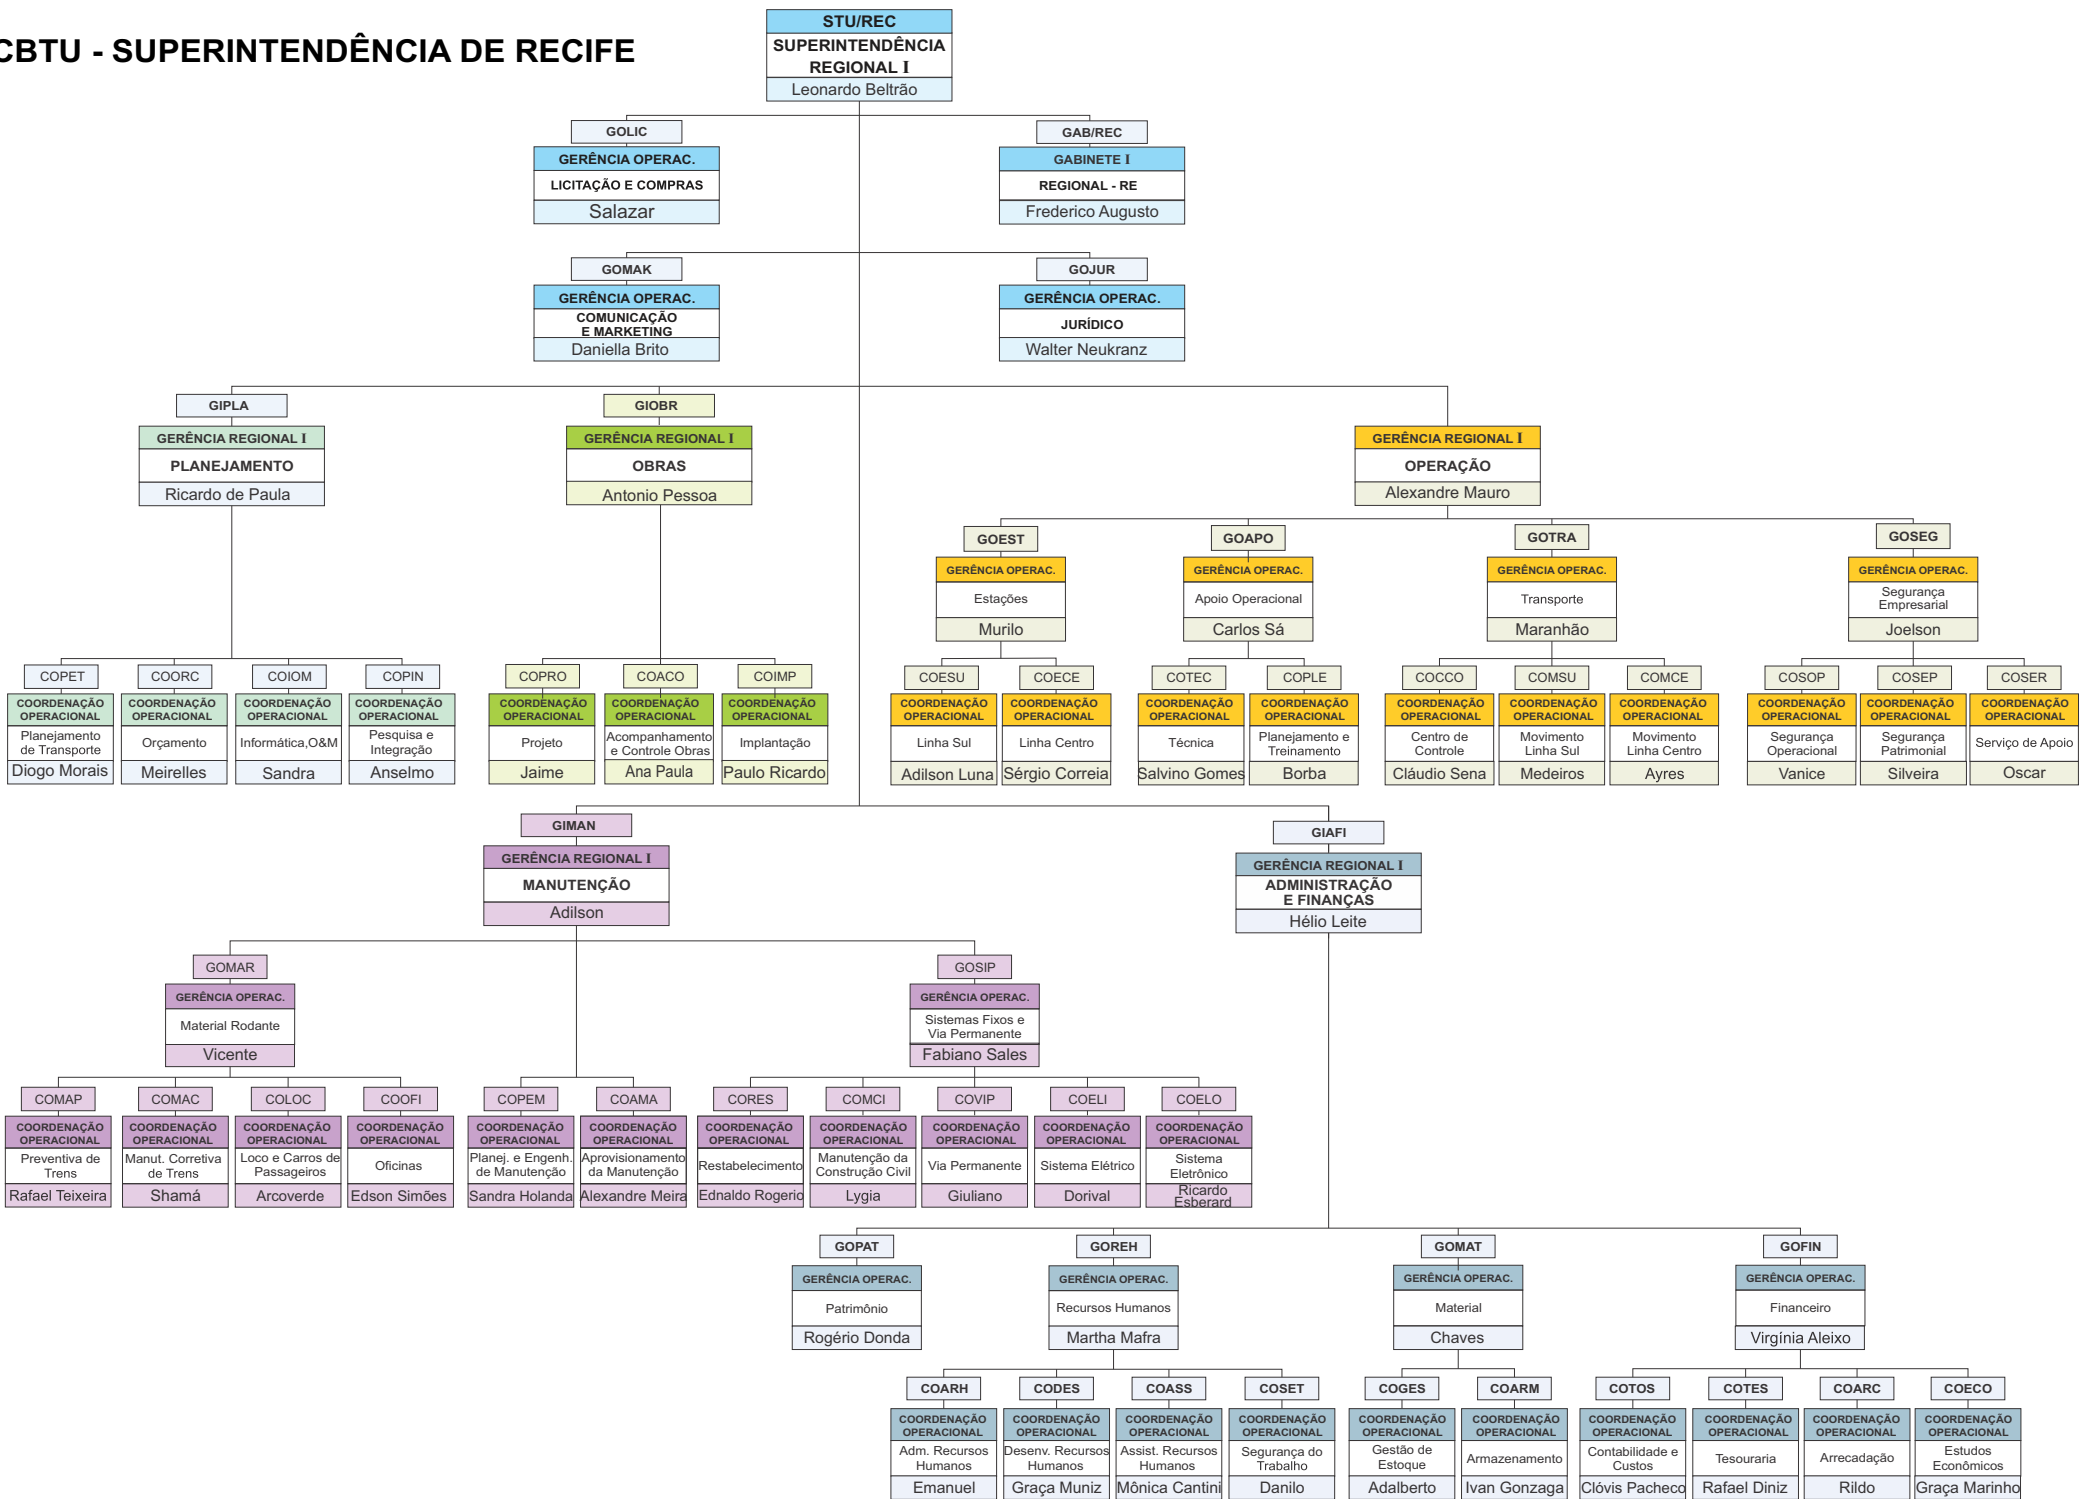 STU/REC
CBTU - SUPERINTENDÊNCIA DE RECIFE
SUPERINTENDÊNCIA
REGIONAL I
Leonardo Beltrão
GOLIC
GERÊNCIA OPERAC.
LICITAÇÃO E COMPRAS
Salazar
GAB/REC
GABINETE I
REGIONAL - RE
Frederico Augusto
GOMAK
GERÊNCIA OPERAC.
COMUNICAÇÃO
E MARKETING
Daniella Brito
GOJUR
GERÊNCIA OPERAC.
JURÍDICO
Walter Neukranz
GIPLA
GERÊNCIA REGIONAL I
PLANEJAMENTO
Ricardo de Paula
GIOBR
GERÊNCIA REGIONAL I
OBRAS
Antonio Pessoa
GERÊNCIA REGIONAL I
OPERAÇÃO
Alexandre Mauro
GOEST
GERÊNCIA OPERAC.
Estações
Murilo
GOAPO
GERÊNCIA OPERAC.
Apoio Operacional
Carlos Sá
GOTRA
GERÊNCIA OPERAC.
Transporte
Maranhão
GOSEG
GERÊNCIA OPERAC.
Segurança
Empresarial
Joelson
COPET
COORDENAÇÃO
OPERACIONAL
Planejamento
de Transporte
Diogo Morais
COORC
COORDENAÇÃO
OPERACIONAL
Orçamento
Meirelles
COIOM
COORDENAÇÃO
OPERACIONAL
Informática,O&M
Sandra
COPIN
COORDENAÇÃO
OPERACIONAL
Pesquisa e
Integração
Anselmo
COPRO
COORDENAÇÃO
OPERACIONAL
Projeto
Jaime
COACO
COORDENAÇÃO
OPERACIONAL
Acompanhamento
e Controle Obras
Ana Paula
COIMP
COORDENAÇÃO
OPERACIONAL
Implantação
Paulo Ricardo
COESU
COORDENAÇÃO
OPERACIONAL
Linha Sul
Adilson Luna
COECE
COORDENAÇÃO
OPERACIONAL
Linha Centro
Sérgio Correia
COTEC
COORDENAÇÃO
OPERACIONAL
Técnica
Salvino Gomes
COPLE
COORDENAÇÃO
OPERACIONAL
Planejamento e
Treinamento
Borba
COCCO
COORDENAÇÃO
OPERACIONAL
Centro de
Controle
Cláudio Sena
COMSU
COORDENAÇÃO
OPERACIONAL
Movimento
Linha Sul
Medeiros
COMCE
COORDENAÇÃO
OPERACIONAL
Movimento
Linha Centro
Ayres
COSOP
COORDENAÇÃO
OPERACIONAL
Segurança
Operacional
Vanice
COSEP
COORDENAÇÃO
OPERACIONAL
Segurança
Patrimonial
Silveira
COSER
COORDENAÇÃO
OPERACIONAL
Serviço de Apoio
Oscar
GIMAN
GERÊNCIA REGIONAL I
MANUTENÇÃO
Adilson
GIAFI
GERÊNCIA REGIONAL I
ADMINISTRAÇÃO
E FINANÇAS
Hélio Leite
GOMAR
GERÊNCIA OPERAC.
Material Rodante
Vicente
GOSIP
GERÊNCIA OPERAC.
Sistemas Fixos e
Via Permanente
Fabiano Sales
COMAP
COORDENAÇÃO
OPERACIONAL
Preventiva de
Trens
Rafael Teixeira
COMAC
COORDENAÇÃO
OPERACIONAL
Manut. Corretiva
de Trens
Shamá
COLOC
COORDENAÇÃO
OPERACIONAL
Loco e Carros de
Passageiros
Arcoverde
COOFI
COORDENAÇÃO
OPERACIONAL
Oficinas
Edson Simões
COPEM
COORDENAÇÃO
OPERACIONAL
Planej. e Engenh.
de Manutenção
Sandra Holanda
COAMA
COORDENAÇÃO
OPERACIONAL
Aprovisionamento
da Manutenção
Alexandre Meira
CORES
COORDENAÇÃO
OPERACIONAL
Restabelecimento
Ednaldo Rogerio
COMCI
COORDENAÇÃO
OPERACIONAL
Manutenção da
Construção Civil
Lygia
COVIP
COORDENAÇÃO
OPERACIONAL
Via Permanente
Giuliano
COELI
COORDENAÇÃO
OPERACIONAL
Sistema Elétrico
Dorival
COELO
COORDENAÇÃO
OPERACIONAL
Sistema
Eletrônico
Ricardo
Esberard
GOPAT
GERÊNCIA OPERAC.
Patrimônio
Rogério Donda
GOREH
GERÊNCIA OPERAC.
Recursos Humanos
Martha Mafra
GOMAT
GERÊNCIA OPERAC.
Material
Chaves
GOFIN
GERÊNCIA OPERAC.
Financeiro
Virgínia Aleixo
COARH
COORDENAÇÃO
OPERACIONAL
Adm. Recursos
Humanos
Emanuel
CODES
COORDENAÇÃO
OPERACIONAL
Desenv. Recursos
Humanos
Graça Muniz
COASS
COORDENAÇÃO
OPERACIONAL
Assist. Recursos
Humanos
Mônica Cantini
COSET
COORDENAÇÃO
OPERACIONAL
Segurança do
Trabalho
Danilo
COGES
COORDENAÇÃO
OPERACIONAL
Gestão de
Estoque
Adalberto
COARM
COORDENAÇÃO
OPERACIONAL
Armazenamento
Ivan Gonzaga
COTOS
COORDENAÇÃO
OPERACIONAL
Contabilidade e
Custos
Clóvis Pacheco
COTES
COORDENAÇÃO
OPERACIONAL
Tesouraria
Rafael Diniz
COARC
COORDENAÇÃO
OPERACIONAL
Arrecadação
Rildo
COECO
COORDENAÇÃO
OPERACIONAL
Estudos
Econômicos
Graça Marinho